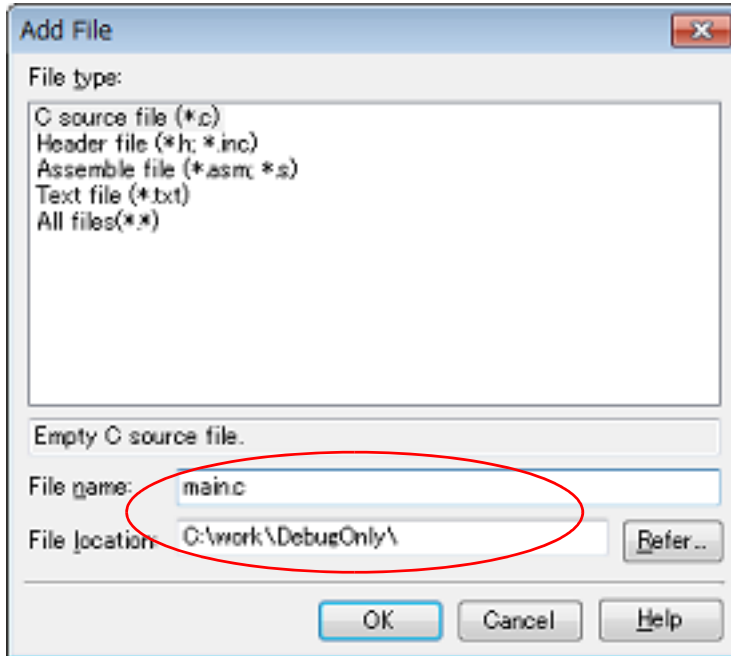 Add File
File type:
C source file (*.c)
Header file (*.h; *.inc)
Assemble file (*.asm; *.s)
Text file (*.txt)
All files(*.*)
Empty C source file.
File name: main.c
File location: C:\work\DebugOnly\ Refer...
OK Cancel Help